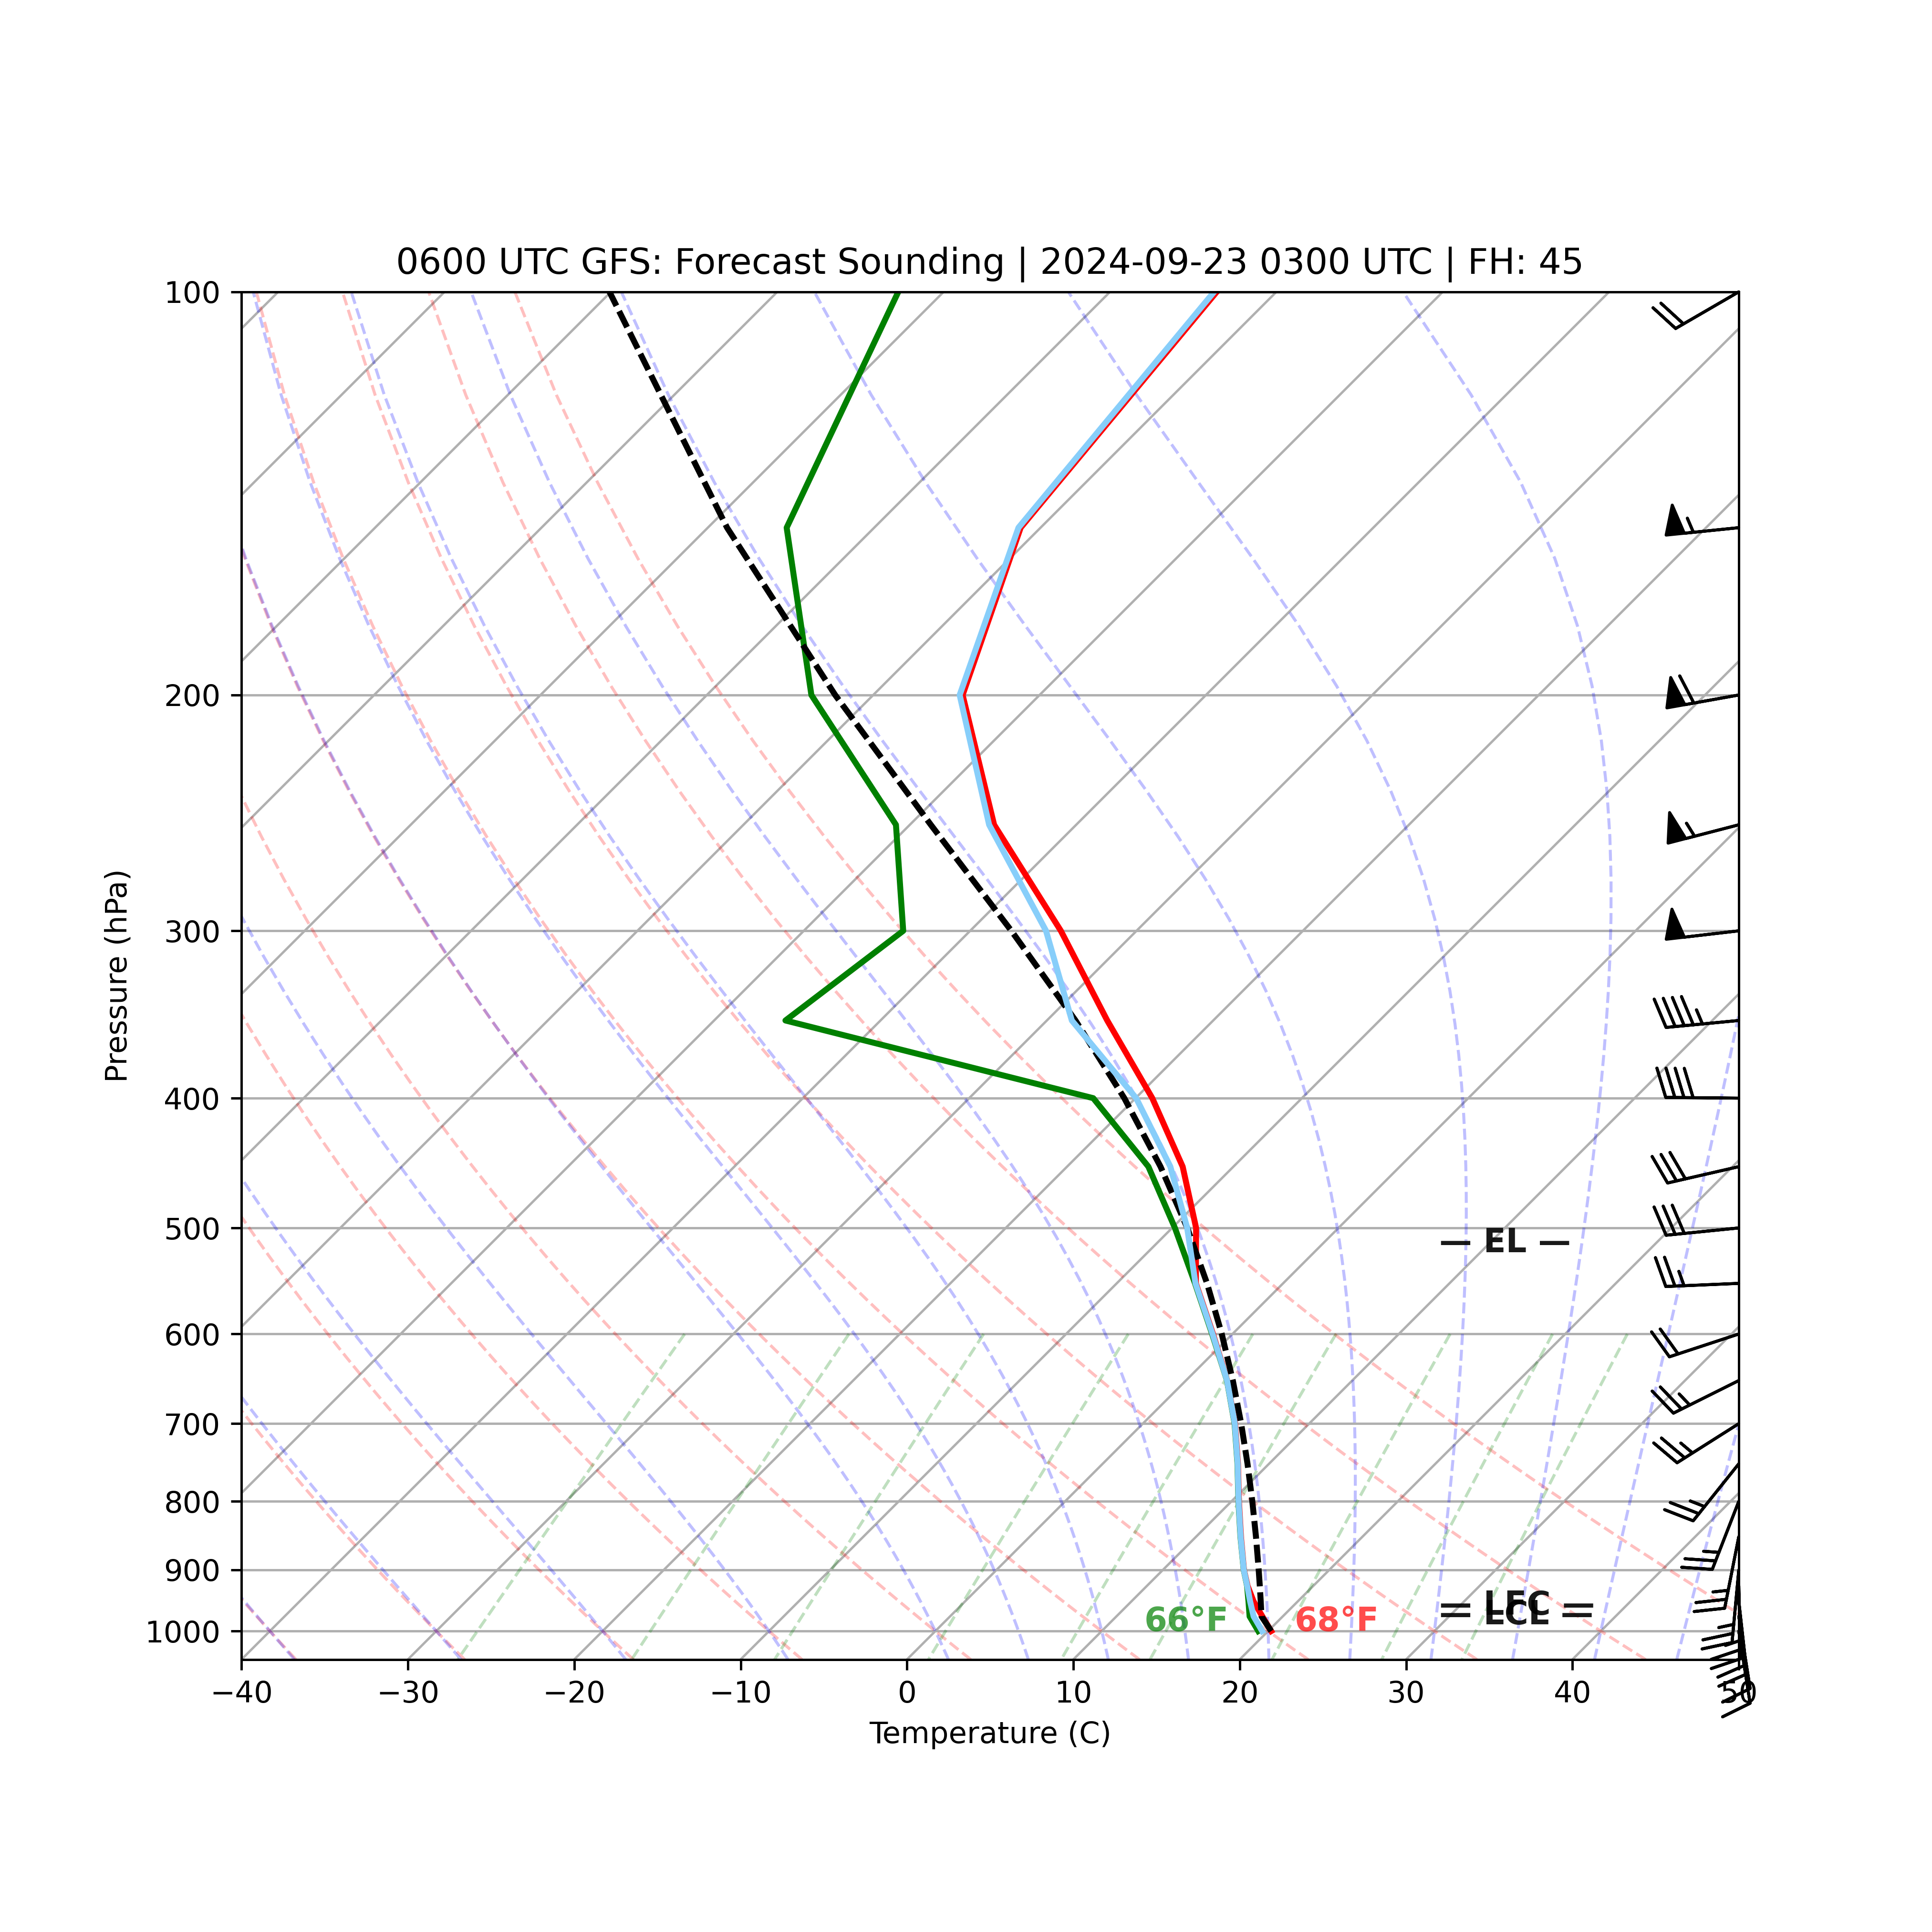 0600 UTC GFS: Forecast Sounding | 2024-09-23 0300 UTC | FH: 45
100
200
300
400
500
600
700
800
900
1000
Pressure (hPa)
— EL —
— LFC —
— LCL —
66°F
68°F
−40
−30
−20
−10
0
10
20
30
40
50
Temperature (C)